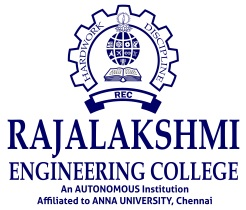 HARDWORK DISCIPLINE
REC
RAJALAKSHMI
ENGINEERING COLLEGE
An AUTONOMOUS Institution
Affiliated to ANNA UNIVERSITY, Chennai